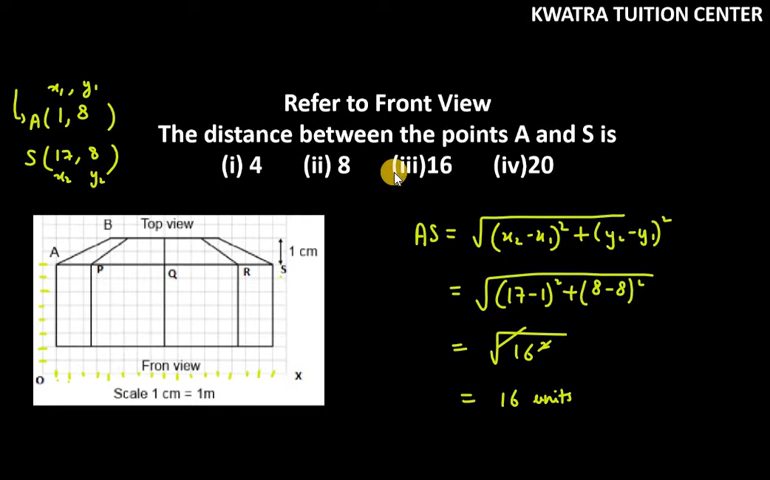 KWATRA TUITION CENTER
x₁, y₁
A(1, 8)
S(17, 8)
x₂ y₂
Refer to Front View
The distance between the points A and S is
(i) 4 (ii) 8 (iii)16 (iv)20
B Top view
A 1 cm
P Q R S
Fron view
O X
Scale 1 cm = 1m
AS = √(x₂-x₁)²+(y₂-y₁)²
= √(17-1)²+(8-8)²
= √16²
= 16 units